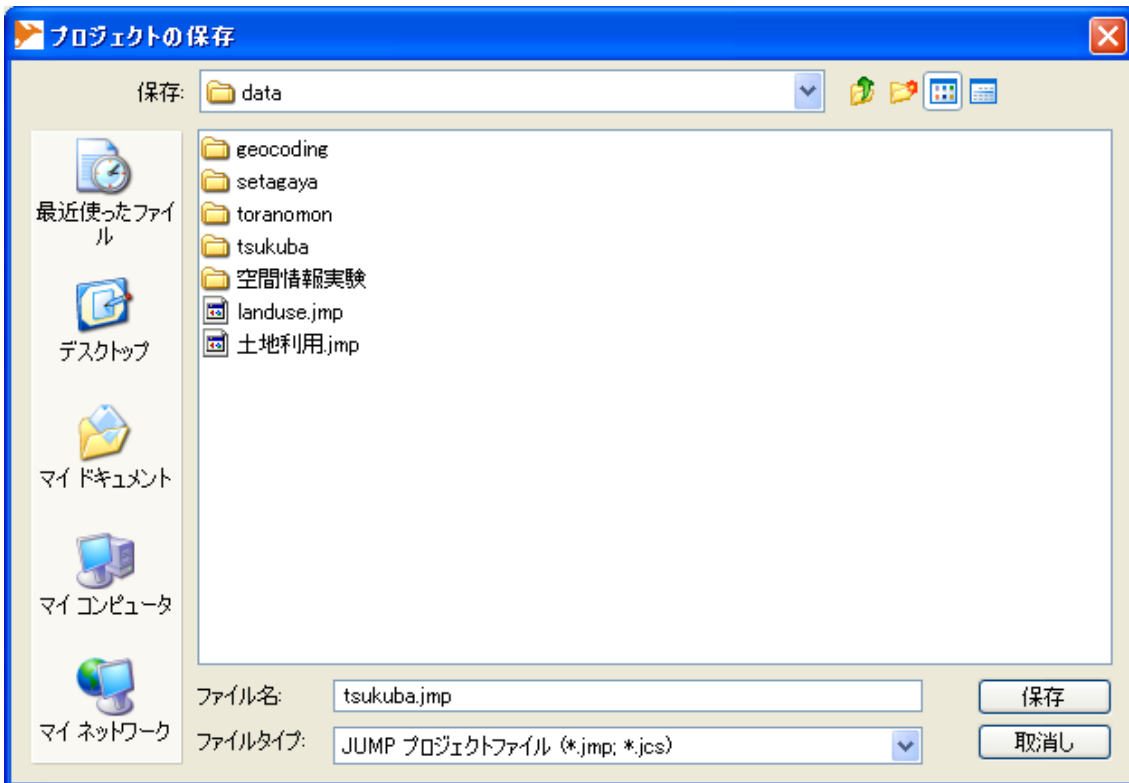 プロジェクトの保存
保存: data
最近使ったファイ
ル
デスクトップ
マイ ドキュメント
マイ コンピュータ
マイ ネットワーク
geocoding
setagaya
toranomon
tsukuba
空間情報実験
landuse.jmp
土地利用.jmp
ファイル名: tsukuba.jmp 保存
ファイルタイプ: JUMP プロジェクトファイル (*.jmp; *.jcs) 取消し